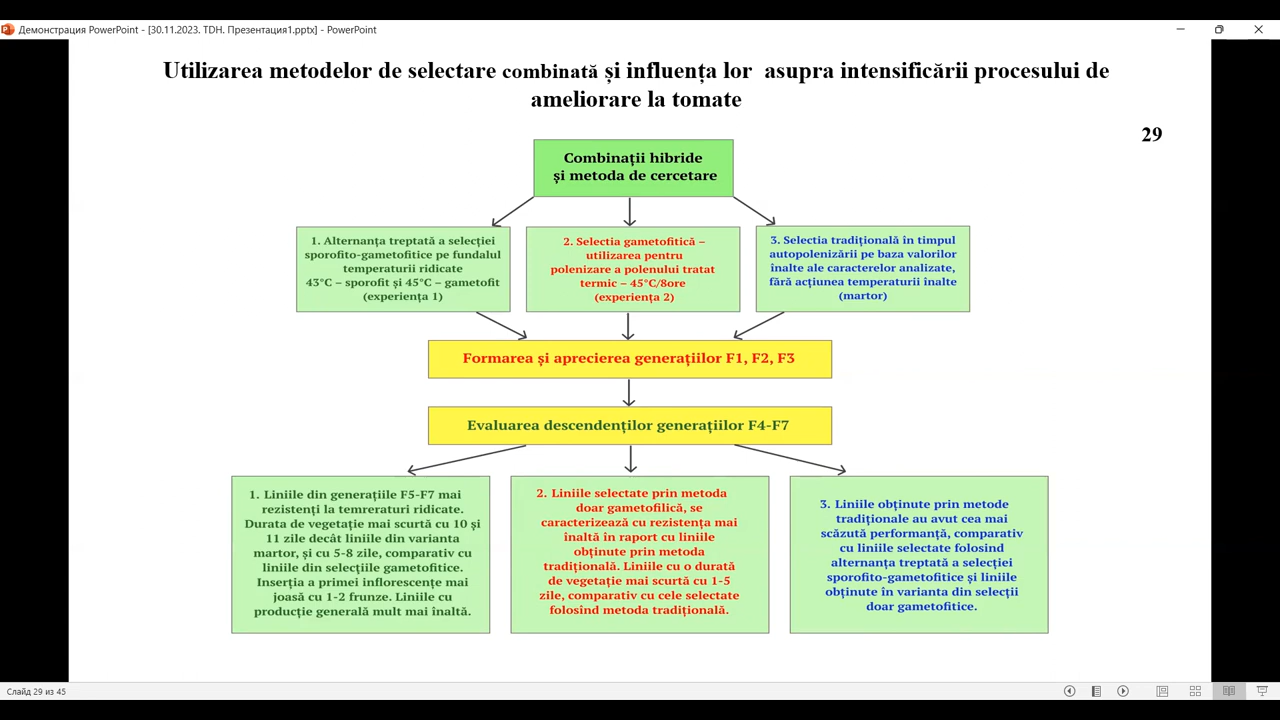 Демонстрация PowerPoint - [30.11.2023. TDH. Презентация1.pptx] - PowerPoint
Utilizarea metodelor de selectare combinată și influența lor asupra intensificării procesului de
ameliorare la tomate
29
Combinații hibride
și metoda de cercetare
1. Alternanța treptată a selecției
sporofito-gametofitice pe fundalul
temperaturii ridicate
43°C – sporofit și 45°C – gametofit
(experiența 1)
2. Selectia gametofitică –
utilizarea pentru
polenizare a polenului tratat
termic – 45°C/8ore
(experiența 2)
3. Selectia tradițională în timpul
autopolenizării pe baza valorilor
înalte ale caracterelor analizate,
fără acțiunea temperaturii înalte
(martor)
Formarea și aprecierea generațiilor F1, F2, F3
Evaluarea descendenților generațiilor F4-F7
1. Liniile din generațiile F5-F7 mai
rezistenți la temreraturi ridicate.
Durata de vegetație mai scurtă cu 10 și
11 zile decât liniile din varianta
martor, și cu 5-8 zile, comparativ cu
liniile din selecțiile gametofitice.
Inserția a primei inflorescențe mai
joasă cu 1-2 frunze. Liniile cu
producție generală mult mai înaltă.
2. Liniile selectate prin metoda
doar gametofilică, se
caracterizează cu rezistența mai
înaltă în raport cu liniile
obținute prin metoda
tradițională. Liniile cu o durată
de vegetație mai scurtă cu 1-5
zile, comparativ cu cele selectate
folosînd metoda tradițională.
3. Liniile obținute prin metode
tradiționale au avut cea mai
scăzută performanță, comparativ
cu liniile selectate folosînd
alternanța treptată a selecției
sporofito-gametofitice și liniile
obținute în varianta din selecții
doar gametofitice.
Слайд 29 из 45